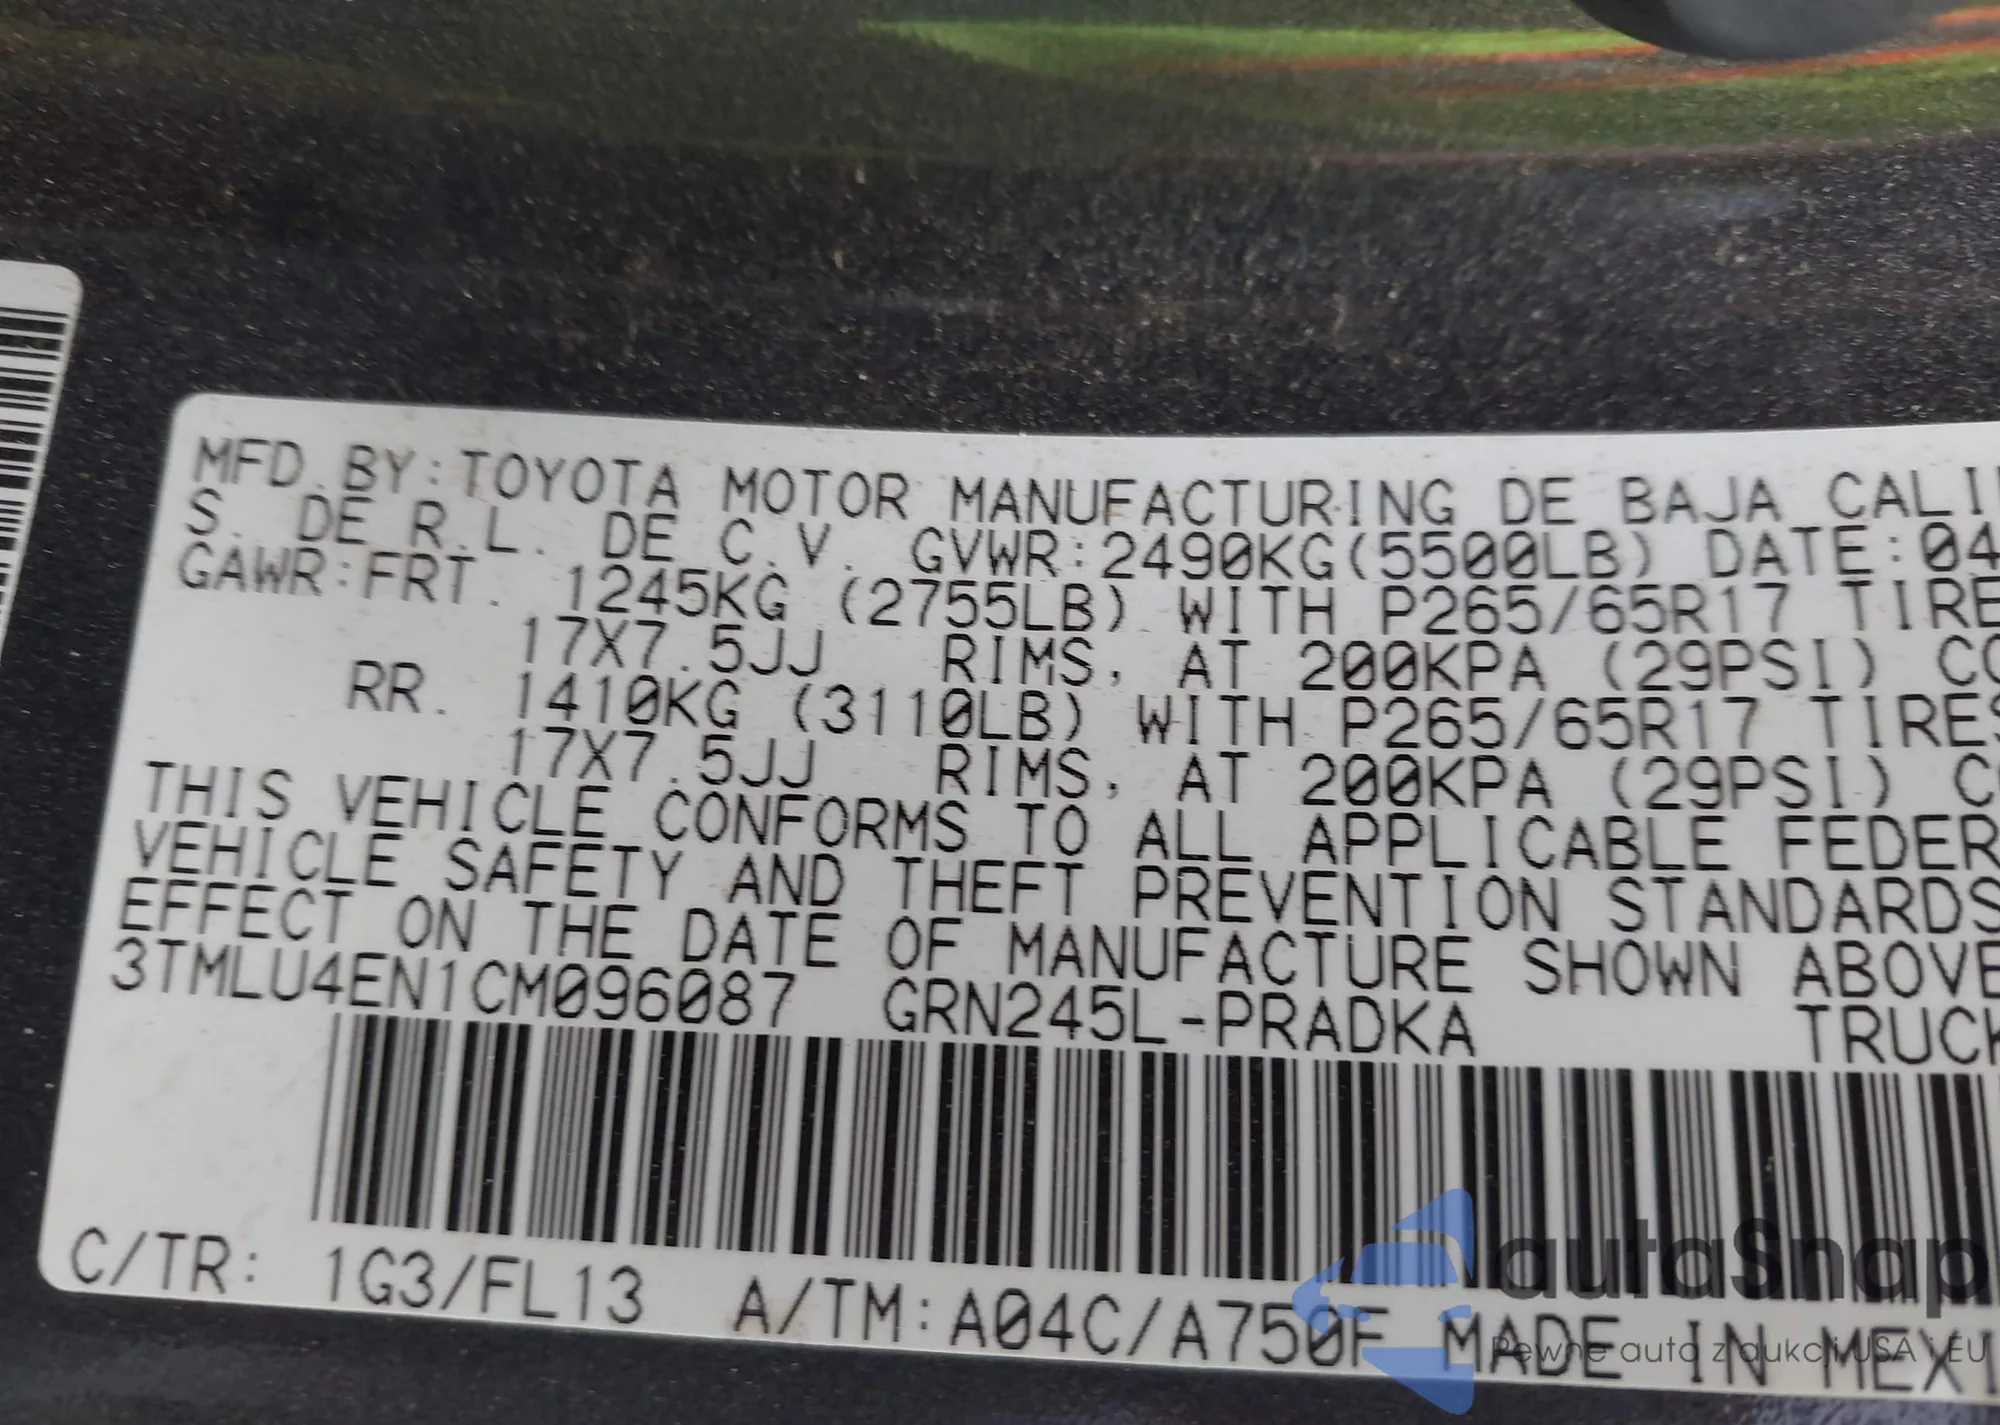 MFD.BY:TOYOTA MOTOR MANUFACTURING DE BAJA CALI
S. DE R.L. DE C.V. GVWR:2490KG(5500LB) DATE:04
GAWR:FRT. 1245KG (2755LB) WITH P265/65R17 TIRE
17X7.5JJ RIMS, AT 200KPA (29PSI) CO
RR. 1410KG (3110LB) WITH P265/65R17 TIRES
17X7.5JJ RIMS, AT 200KPA (29PSI) CO
THIS VEHICLE CONFORMS TO ALL APPLICABLE FEDER
VEHICLE SAFETY AND THEFT PREVENTION STANDARDS
EFFECT ON THE DATE OF MANUFACTURE SHOWN ABOVE
3TMLU4EN1CM096087 GRN245L-PRADKA TRUCK
C/TR: 1G3/FL13 A/TM:A04C/A750F MADE IN MEXI
autaSnap
Pewne auto z aukcji USA i EU